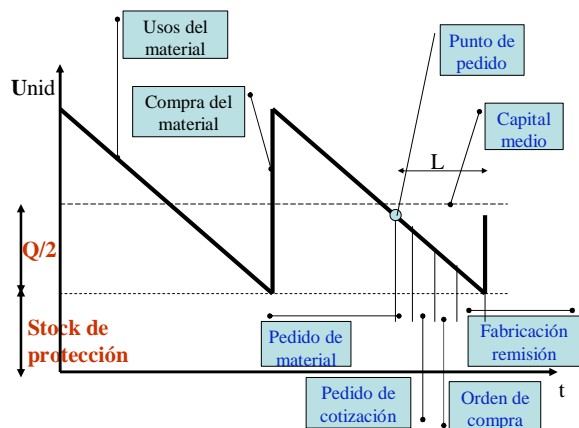 Usos del
material
Punto de
pedido
Unid
Compra del
material
Capital
medio
L
Q/2
Stock de
protección
Pedido de
material
Fabricación
remisión
t
Pedido de
cotización
Orden de
compra